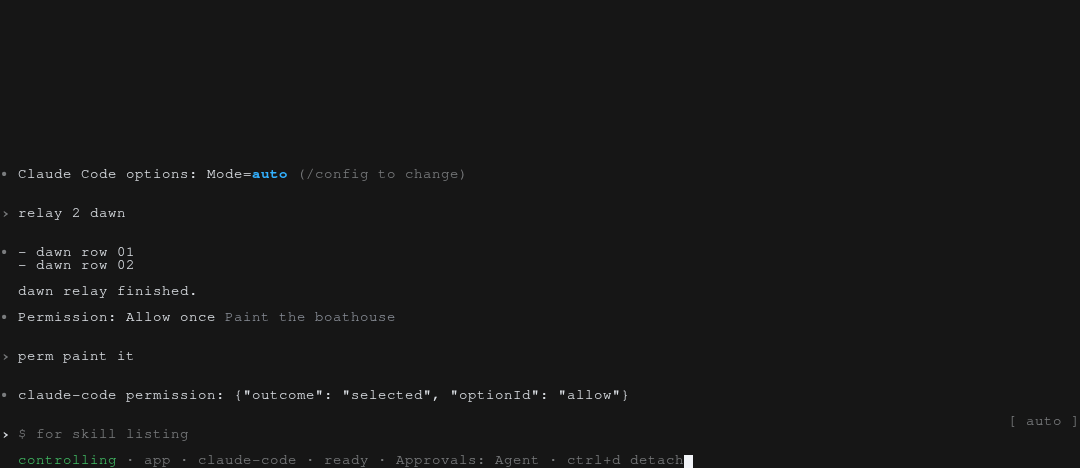 • Claude Code options: Mode=auto (/config to change)
› relay 2 dawn
• - dawn row 01
- dawn row 02
dawn relay finished.
• Permission: Allow once Paint the boathouse
› perm paint it
• claude-code permission: {"outcome": "selected", "optionId": "allow"}
[ auto ]
› $ for skill listing
controlling · app · claude-code · ready · Approvals: Agent · ctrl+d detach